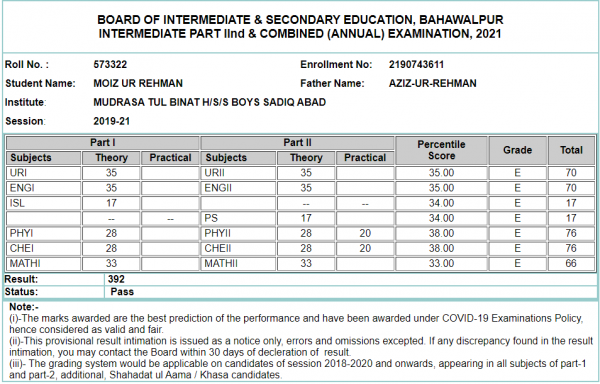 BOARD OF INTERMEDIATE & SECONDARY EDUCATION, BAHAWALPUR
INTERMEDIATE PART IInd & COMBINED (ANNUAL) EXAMINATION, 2021
Roll No. : 573322 Enrollment No: 2190743611
Student Name: MOIZ UR REHMAN Father Name: AZIZ-UR-REHMAN
Institute: MUDRASA TUL BINAT H/S/S BOYS SADIQ ABAD
Session: 2019-21
Part I Part II Percentile Score Grade Total
Subjects Theory Practical Subjects Theory Practical
URI 35 URII 35 35.00 E 70
ENGI 35 ENGII 35 35.00 E 70
ISL 17 -- -- 34.00 E 17
-- -- PS 17 34.00 E 17
PHYI 28 PHYII 28 20 38.00 E 76
CHEI 28 CHEII 28 20 38.00 E 76
MATHI 33 MATHII 33 33.00 E 66
Result: 392
Status: Pass
Note:-
(i)-The marks awarded are the best prediction of the performance and have been awarded under COVID-19 Examinations Policy,
hence considered as valid and fair.
(ii)-This provisional result intimation is issued as a notice only, errors and omissions excepted. If any discrepancy found in the result
intimation, you may contact the Board within 30 days of decleration of result.
(iii)- The grading system would be applicable on candidates of session 2018-2020 and onwards, appearing in all subjects of part-1
and part-2, additional, Shahadat ul Aama / Khasa candidates.